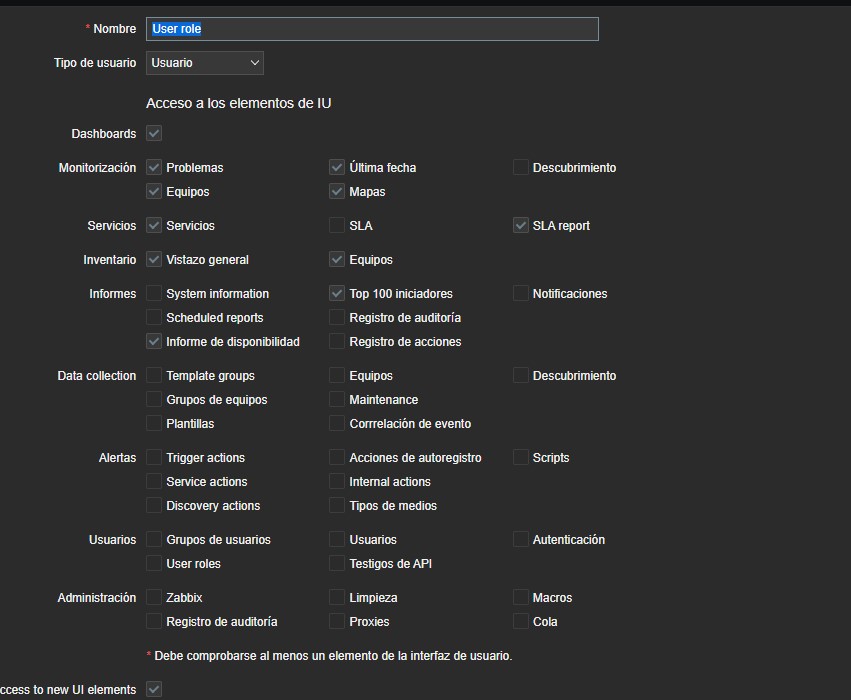 * Nombre User role
Tipo de usuario Usuario
Acceso a los elementos de IU
Dashboards
Monitorización Problemas Última fecha Descubrimiento
Equipos Mapas
Servicios Servicios SLA SLA report
Inventario Vistazo general Equipos
Informes System information Top 100 iniciadores Notificaciones
Scheduled reports Registro de auditoría
Informe de disponibilidad Registro de acciones
Data collection Template groups Equipos Descubrimiento
Grupos de equipos Maintenance
Plantillas Corrrelación de evento
Alertas Trigger actions Acciones de autoregistro Scripts
Service actions Internal actions
Discovery actions Tipos de medios
Usuarios Grupos de usuarios Usuarios Autenticación
User roles Testigos de API
Administración Zabbix Limpieza Macros
Registro de auditoría Proxies Cola
* Debe comprobarse al menos un elemento de la interfaz de usuario.
ccess to new UI elements